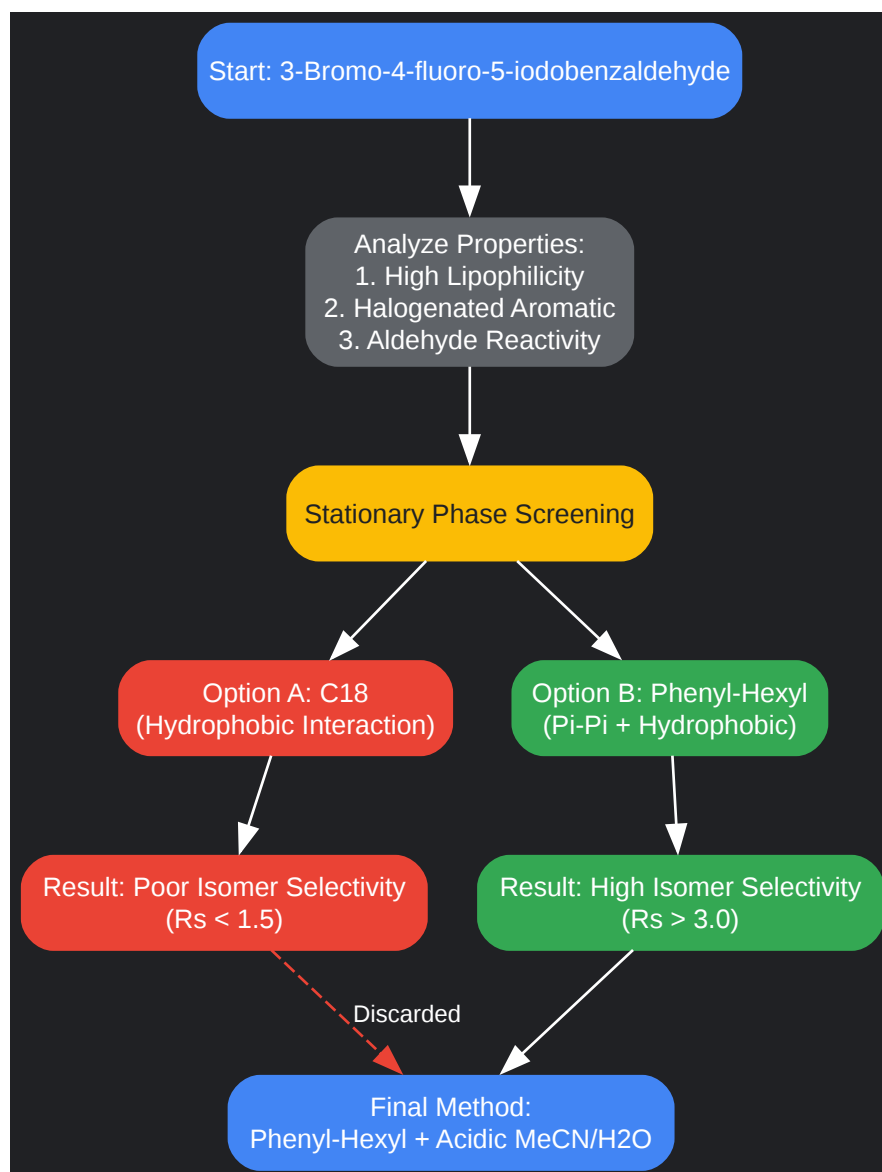 Start: 3-Bromo-4-fluoro-5-iodobenzaldehyde
Analyze Properties:
1. High Lipophilicity
2. Halogenated Aromatic
3. Aldehyde Reactivity
Stationary Phase Screening
Option A: C18
(Hydrophobic Interaction)
Option B: Phenyl-Hexyl
(Pi-Pi + Hydrophobic)
Result: Poor Isomer Selectivity
(Rs < 1.5)
Result: High Isomer Selectivity
(Rs > 3.0)
Discarded
Final Method:
Phenyl-Hexyl + Acidic MeCN/H2O